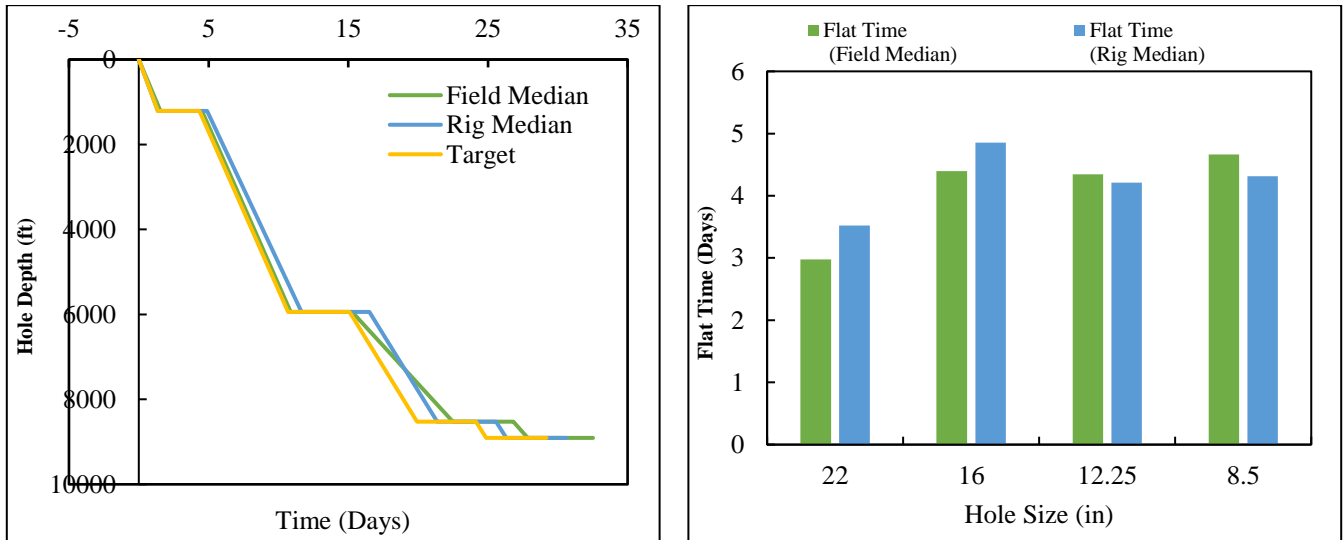 -5 5 15 25 35
0
2000
4000
6000
8000
10000
Hole Depth (ft)
Time (Days)
Field Median
Rig Median
Target
Flat Time
(Field Median)
Flat Time
(Rig Median)
6
5
4
3
2
1
0
Flat Time (Days)
22 16 12.25 8.5
Hole Size (in)